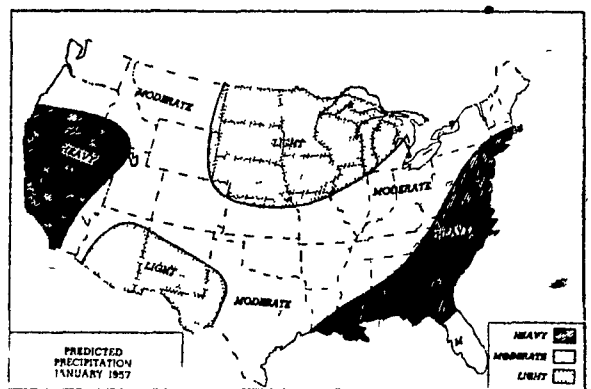 MODERATE
HEAVY
LIGHT
MODERATE
HEAVY
LIGHT
MODERATE
M
PREDICTED
PRECIPITATION
JANUARY 1957
HEAVY
MODERATE
LIGHT